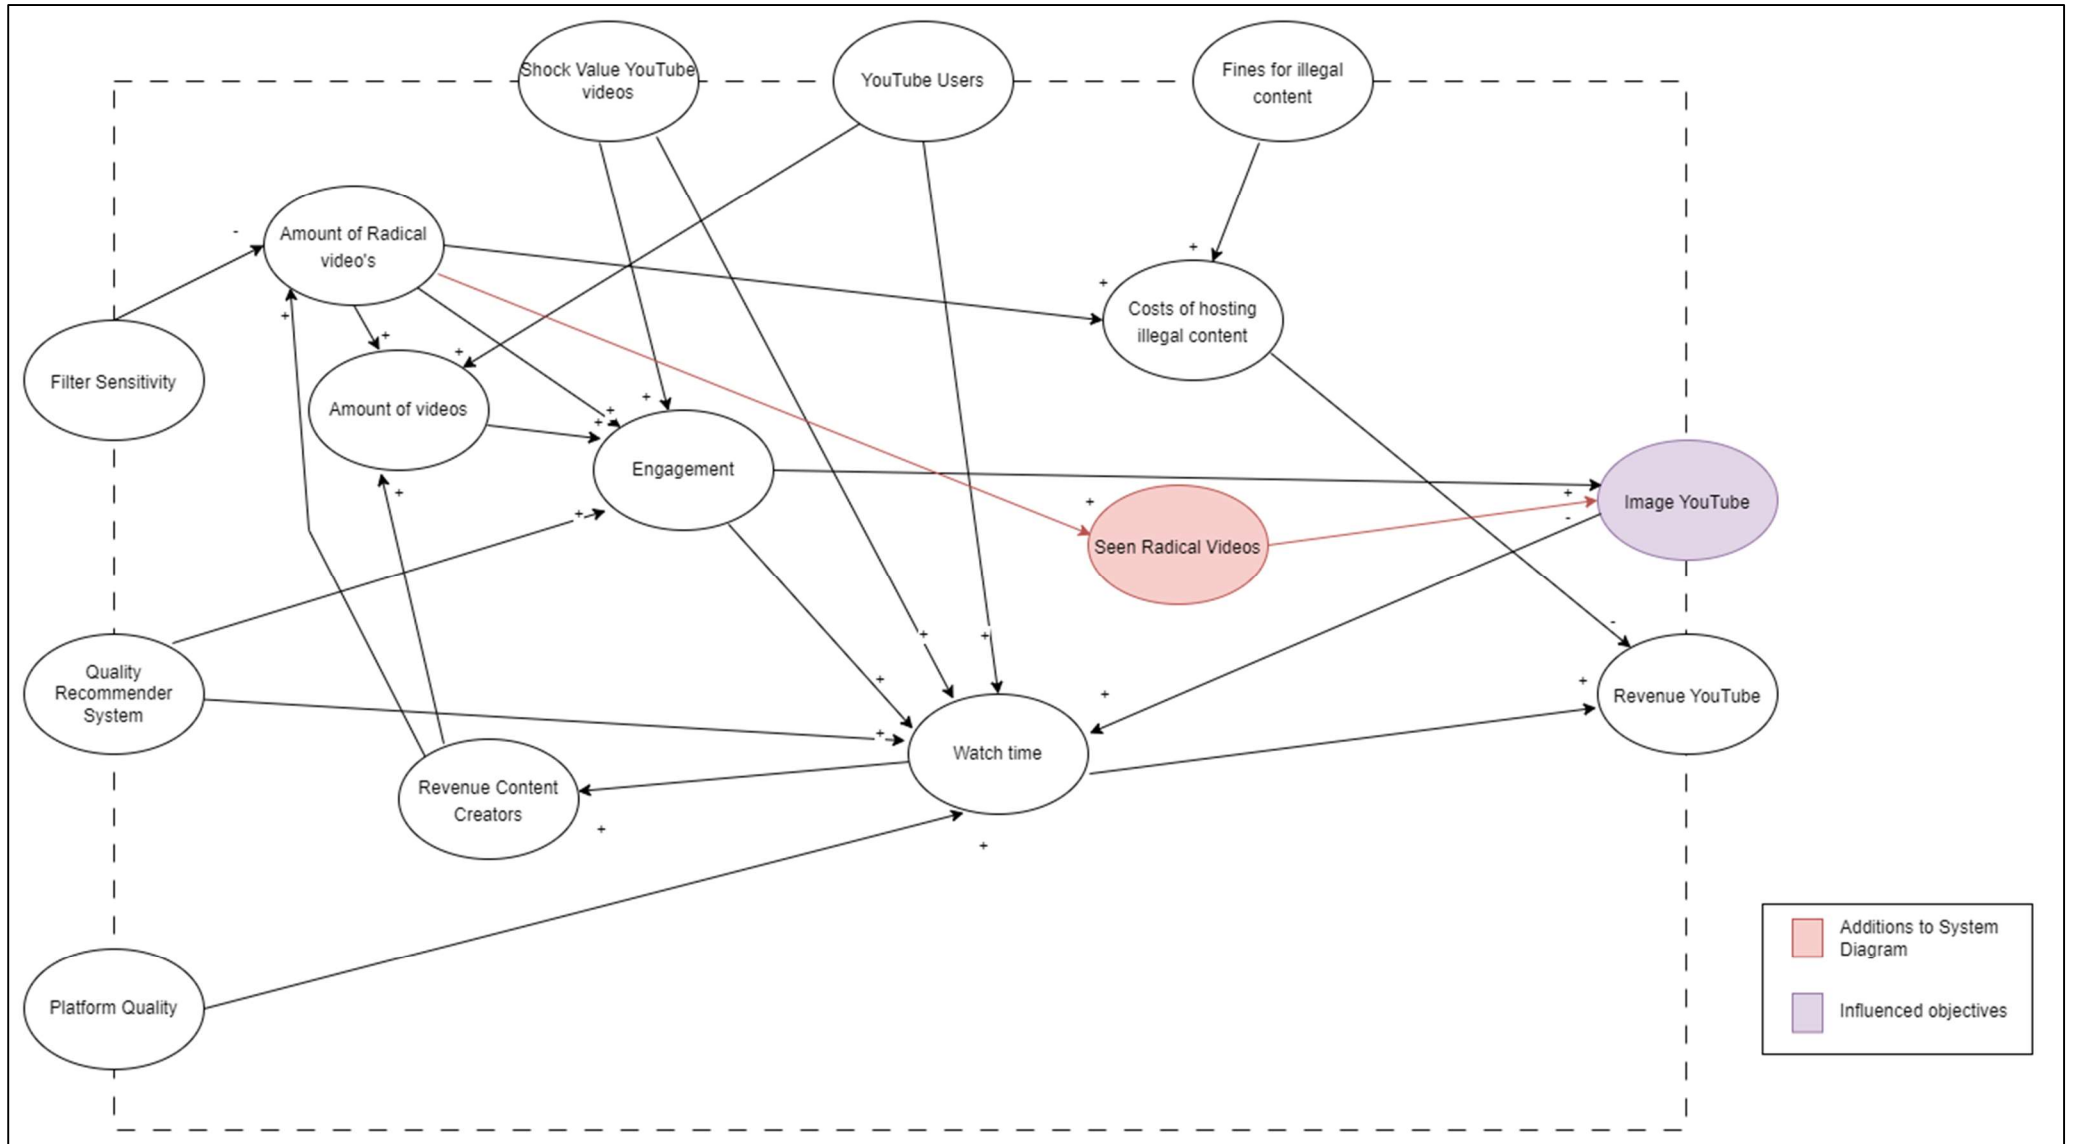 Shock Value YouTube
videos
YouTube Users
Fines for illegal
content
Amount of Radical
video's
-
+
+
Costs of hosting
illegal content
+
+
+
Filter Sensitivity
Amount of videos
+
+
+
Engagement
+
+
+
Seen Radical Videos
+
-
Image YouTube
+
Quality
Recommender
System
+
+
-
+
+
+
+
Revenue YouTube
Watch time
Revenue Content
Creators
+
+
Platform Quality
Additions to System
Diagram
Influenced objectives